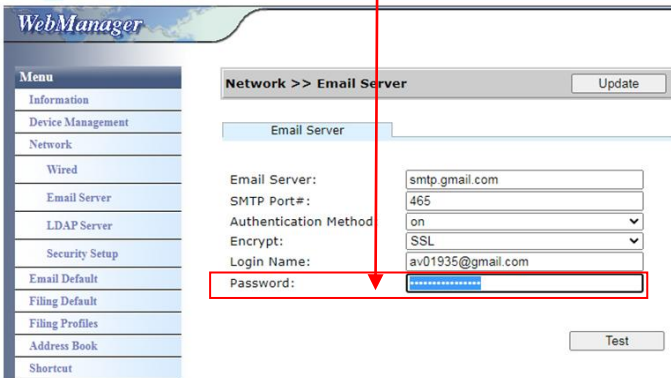 WebManager
Menu
Information
Device Management
Network
Wired
Email Server
LDAP Server
Security Setup
Email Default
Filing Default
Filing Profiles
Address Book
Shortcut
Network >> Email Server
Update
Email Server
Email Server: smtp.gmail.com
SMTP Port#: 465
Authentication Method: on
Encrypt: SSL
Login Name: av01935@gmail.com
Password: ••••••••••••••••
Test